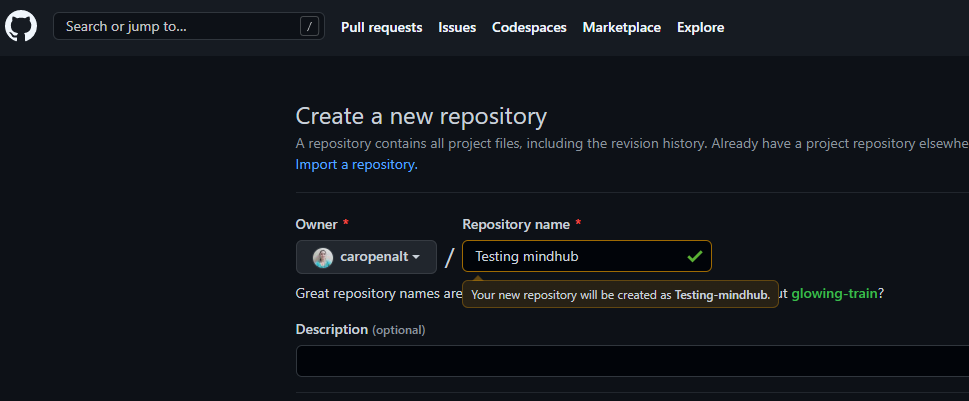 Search or jump to... /
Pull requests Issues Codespaces Marketplace Explore
Create a new repository
A repository contains all project files, including the revision history. Already have a project repository
Import a repository.
Owner * Repository name *
caropenalt / Testing mindhub
Your new repository will be created as Testing-mindhub.
Great repository names are glowing-train?
Description (optional)